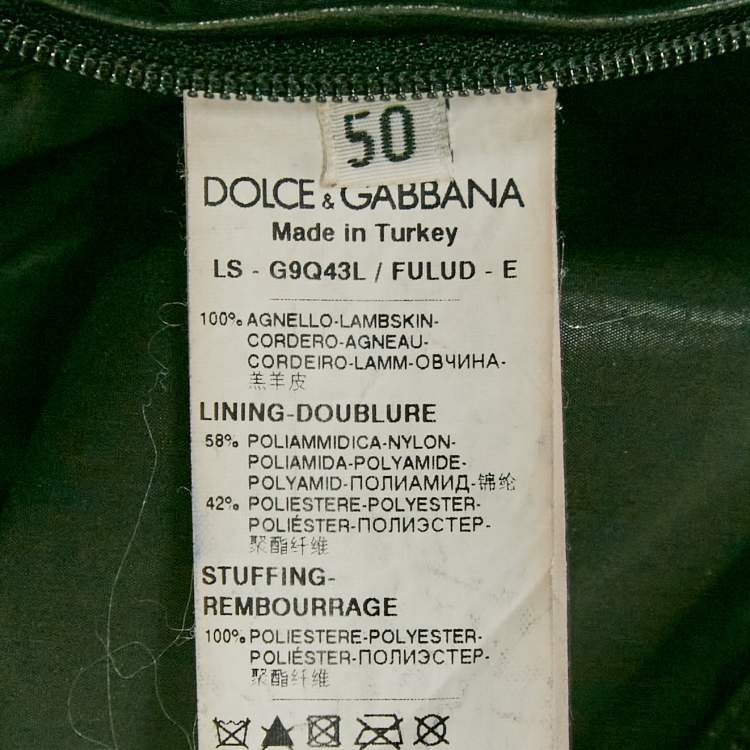 50
DOLCE & GABBANA
Made in Turkey
LS - G9Q43L / FULUD - E
100% AGNELLO-LAMBSKIN-
CORDERO-AGNEAU-
CORDEIRO-LAMM-ОВЧИНА-
羔羊皮
LINING-DOUBLURE
58% POLIAMMIDICA-NYLON-
POLIAMIDA-POLYAMIDE-
POLYAMID-ПОЛИАМИД-锦纶
42% POLIESTERE-POLYESTER-
POLIÉSTER-ПОЛИЭСТЕР-
聚酯纤维
STUFFING-
REMBOURRAGE
100% POLIESTERE-POLYESTER-
POLIÉSTER-ПОЛИЭСТЕР-
聚酯纤维